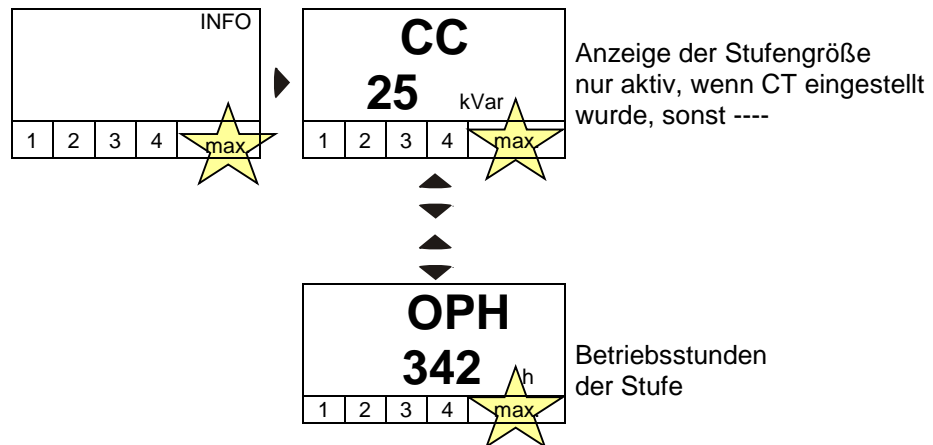 INFO
1 2 3 4 max.
CC
25 kVar
1 2 3 4 max.
Anzeige der Stufengröße
nur aktiv, wenn CT eingestellt
wurde, sonst ----
OPH
342 h
1 2 3 4 max.
Betriebsstunden
der Stufe